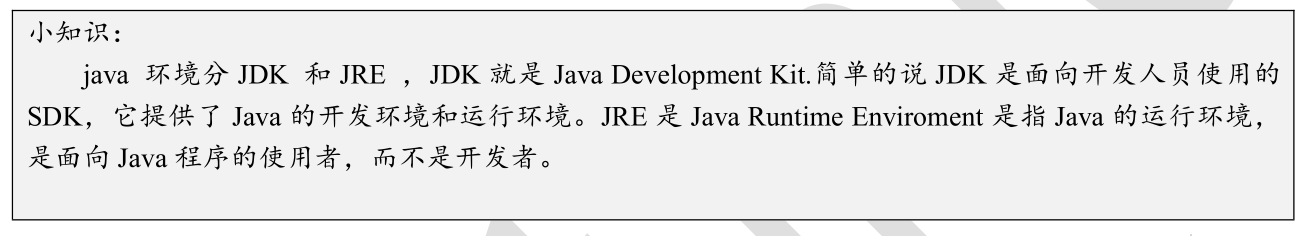 小知识：
java 环境分 JDK 和 JRE ，JDK 就是 Java Development Kit.简单的说 JDK 是面向开发人员使用的
SDK，它提供了 Java 的开发环境和运行环境。JRE 是 Java Runtime Enviroment 是指 Java 的运行环境，
是面向 Java 程序的使用者，而不是开发者。